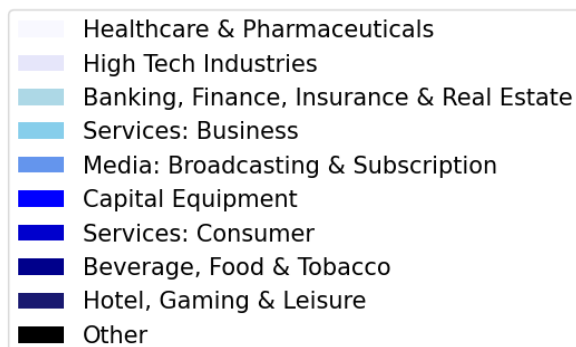 Healthcare & Pharmaceuticals
High Tech Industries
Banking, Finance, Insurance & Real Estate
Services: Business
Media: Broadcasting & Subscription
Capital Equipment
Services: Consumer
Beverage, Food & Tobacco
Hotel, Gaming & Leisure
Other